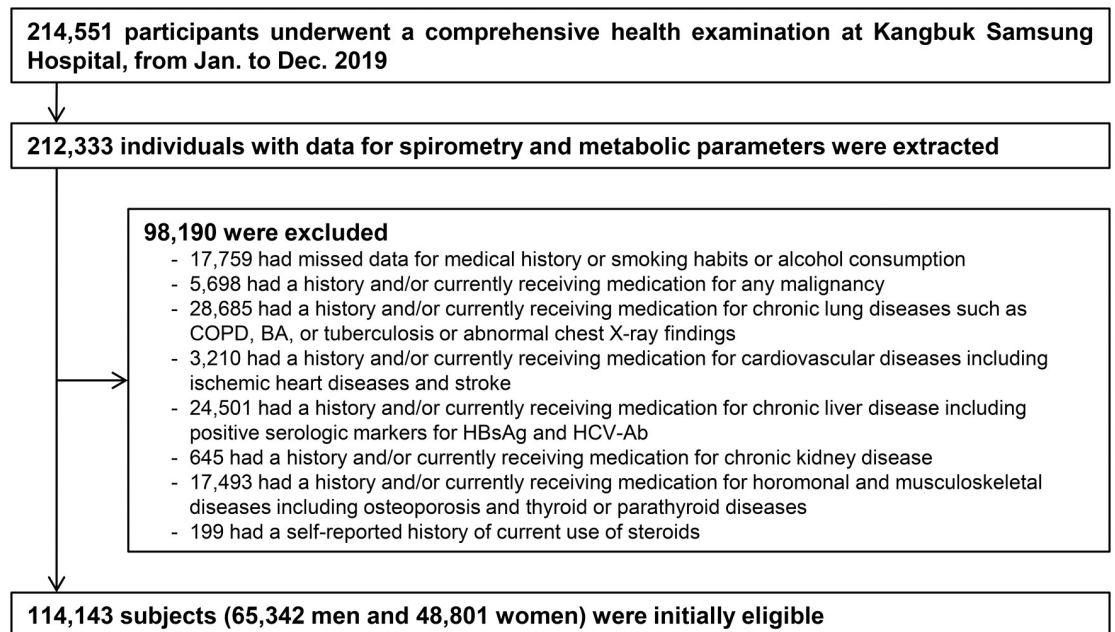 214,551 participants underwent a comprehensive health examination at Kangbuk Samsung
Hospital, from Jan. to Dec. 2019
212,333 individuals with data for spirometry and metabolic parameters were extracted
98,190 were excluded
- 17,759 had missed data for medical history or smoking habits or alcohol consumption
- 5,698 had a history and/or currently receiving medication for any malignancy
- 28,685 had a history and/or currently receiving medication for chronic lung diseases such as
COPD, BA, or tuberculosis or abnormal chest X-ray findings
- 3,210 had a history and/or currently receiving medication for cardiovascular diseases including
ischemic heart diseases and stroke
- 24,501 had a history and/or currently receiving medication for chronic liver disease including
positive serologic markers for HBsAg and HCV-Ab
- 645 had a history and/or currently receiving medication for chronic kidney disease
- 17,493 had a history and/or currently receiving medication for horomonal and musculoskeletal
diseases including osteoporosis and thyroid or parathyroid diseases
- 199 had a self-reported history of current use of steroids
114,143 subjects (65,342 men and 48,801 women) were initially eligible